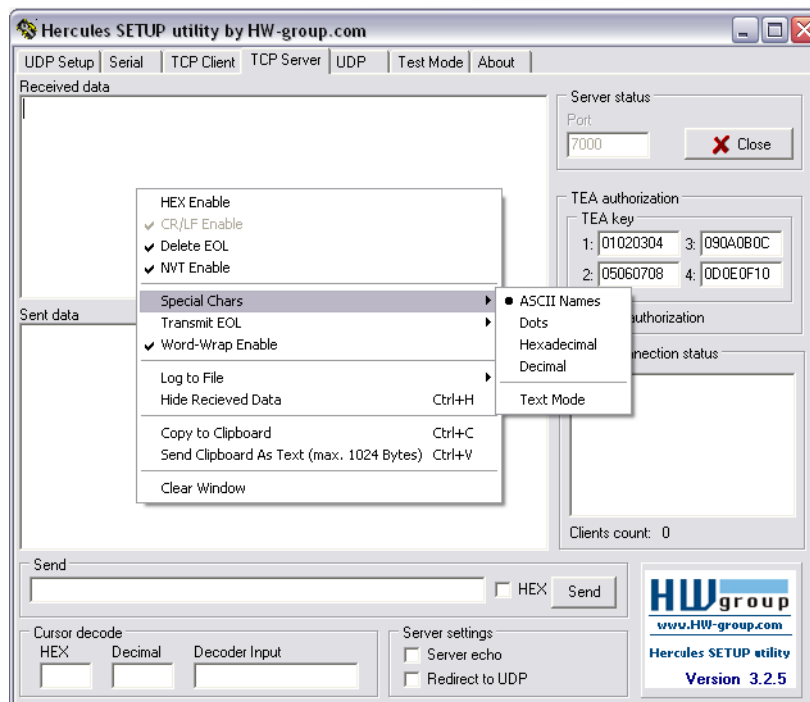 Hercules SETUP utility by HW-group.com
UDP Setup Serial TCP Client TCP Server UDP Test Mode About
Received data
Server status
Port
7000 Close
TEA authorization
TEA key
1: 01020304 3: 090A0B0C
2: 05060708 4: 0D0E0F10
uthorization
nnection status
Clients count: 0
HEX Enable
CR/LF Enable
Delete EOL
NVT Enable
Special Chars
Transmit EOL
Word-Wrap Enable
Log to File
Hide Recieved Data Ctrl+H
Copy to Clipboard Ctrl+C
Send Clipboard As Text (max. 1024 Bytes) Ctrl+V
Clear Window
ASCII Names
Dots
Hexadecimal
Decimal
Text Mode
Sent data
Send
HEX Send
Cursor decode
HEX Decimal Decoder Input
Server settings
Server echo
Redirect to UDP
HW group
www.HW-group.com
Hercules SETUP utility
Version 3.2.5